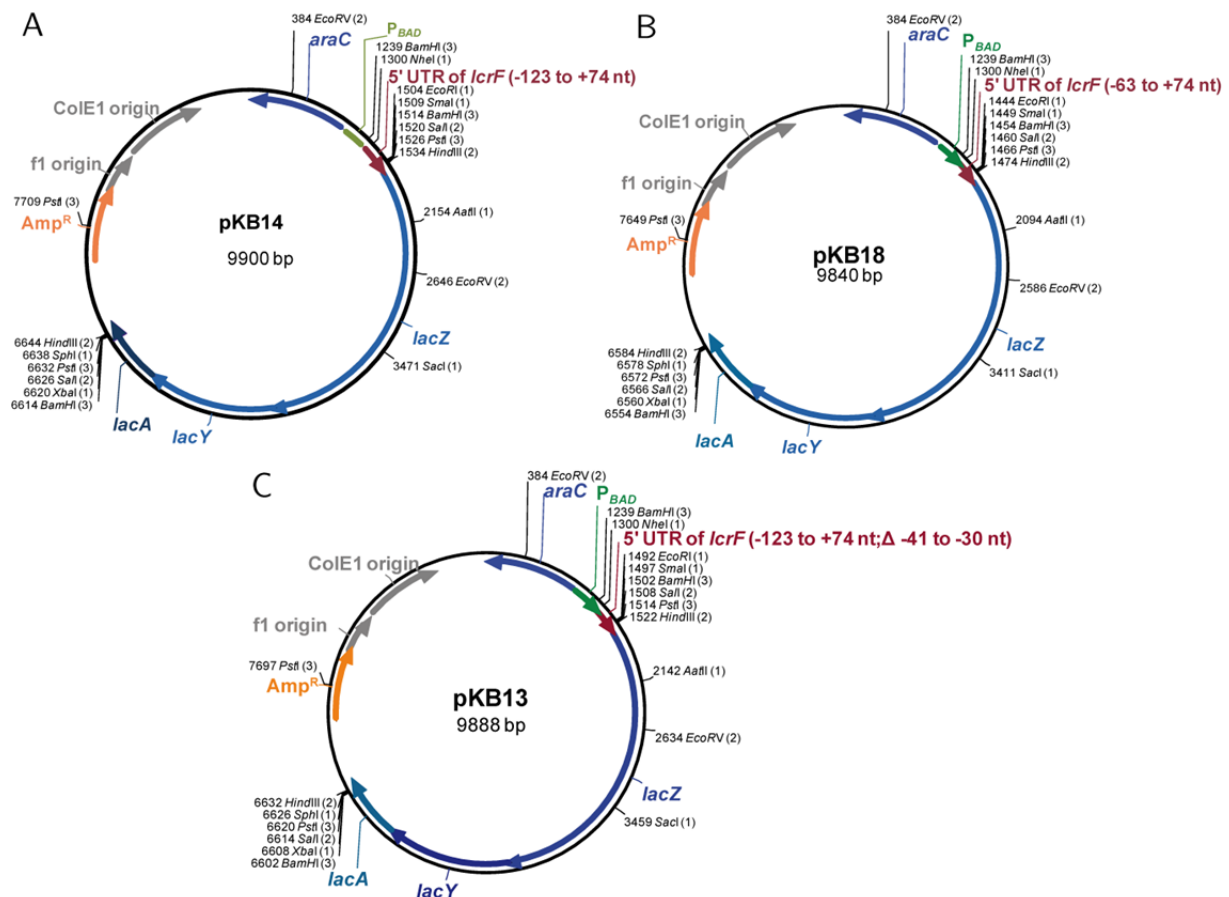 A
384 EcoRV (2)
araC
PBAD
1239 BamHI (3)
1300 NheI (1)
5' UTR of lcrF (-123 to +74 nt)
1504 EcoRI (1)
1509 SmaI (1)
1514 BamHI (3)
1520 SalI (2)
1526 PstI (3)
1534 HindIII (2)
ColE1 origin
f1 origin
7709 PstI (3)
AmpR
pKB14
9900 bp
2154 AatII (1)
2646 EcoRV (2)
lacZ
3471 SacI (1)
6644 HindIII (2)
6638 SphI (1)
6632 PstI (3)
6626 SalI (2)
6620 XbaI (1)
6614 BamHI (3)
lacA
lacY
B
384 EcoRV (2)
araC
PBAD
1239 BamHI (3)
1300 NheI (1)
5' UTR of lcrF (-63 to +74 nt)
1444 EcoRI (1)
1449 SmaI (1)
1454 BamHI (3)
1460 SalI (2)
1466 PstI (3)
1474 HindIII (2)
ColE1 origin
f1 origin
7649 PstI (3)
AmpR
pKB18
9840 bp
2094 AatII (1)
2586 EcoRV (2)
lacZ
3411 SacI (1)
6584 HindIII (2)
6578 SphI (1)
6572 PstI (3)
6566 SalI (2)
6560 XbaI (1)
6554 BamHI (3)
lacA
lacY
C
384 EcoRV (2)
araC
PBAD
1239 BamHI (3)
1300 NheI (1)
5' UTR of lcrF (-123 to +74 nt;Δ -41 to -30 nt)
1492 EcoRI (1)
1497 SmaI (1)
1502 BamHI (3)
1508 SalI (2)
1514 PstI (3)
1522 HindIII (2)
ColE1 origin
f1 origin
7697 PstI (3)
AmpR
pKB13
9888 bp
2142 AatII (1)
2634 EcoRV (2)
lacZ
3459 SacI (1)
6632 HindIII (2)
6626 SphI (1)
6620 PstI (3)
6614 SalI (2)
6608 XbaI (1)
6602 BamHI (3)
lacA
lacY